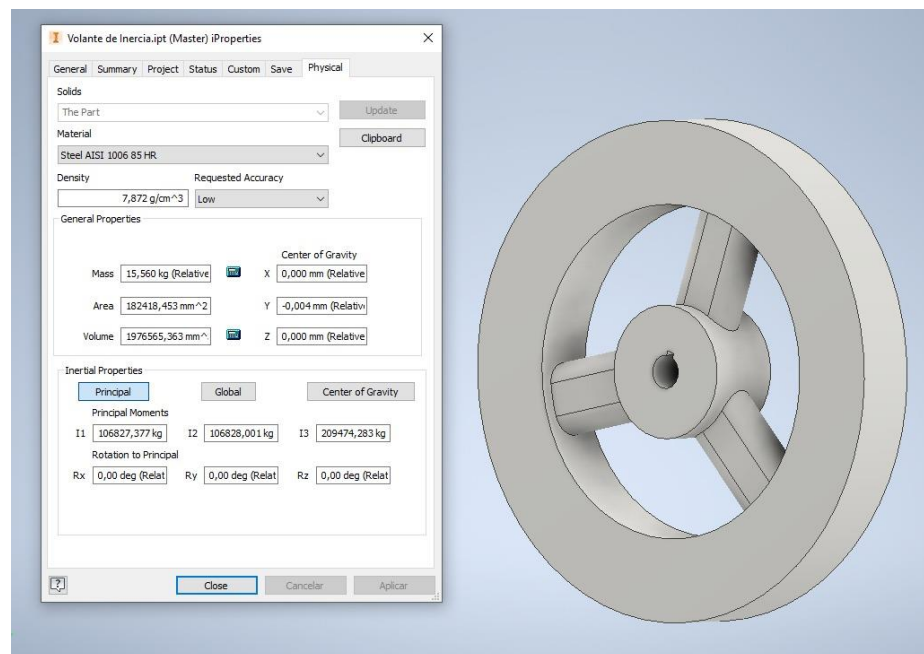 Volante de Inercia.ipt (Master) iProperties
General Summary Project Status Custom Save Physical
Solids
The Part
Update
Material
Clipboard
Steel AISI 1006 85 HR
Density Requested Accuracy
7,872 g/cm^3 Low
General Properties
Center of Gravity
Mass 15,560 kg (Relative X 0,000 mm (Relative
Area 182418,453 mm^2 Y -0,004 mm (Relativ
Volume 1976565,363 mm^ Z 0,000 mm (Relative
Inertial Properties
Principal Global Center of Gravity
Principal Moments
I1 106827,377 kg I2 106828,001 kg I3 209474,283 kg
Rotation to Principal
Rx 0,00 deg (Relat Ry 0,00 deg (Relat Rz 0,00 deg (Relat
? Close Cancelar Aplicar